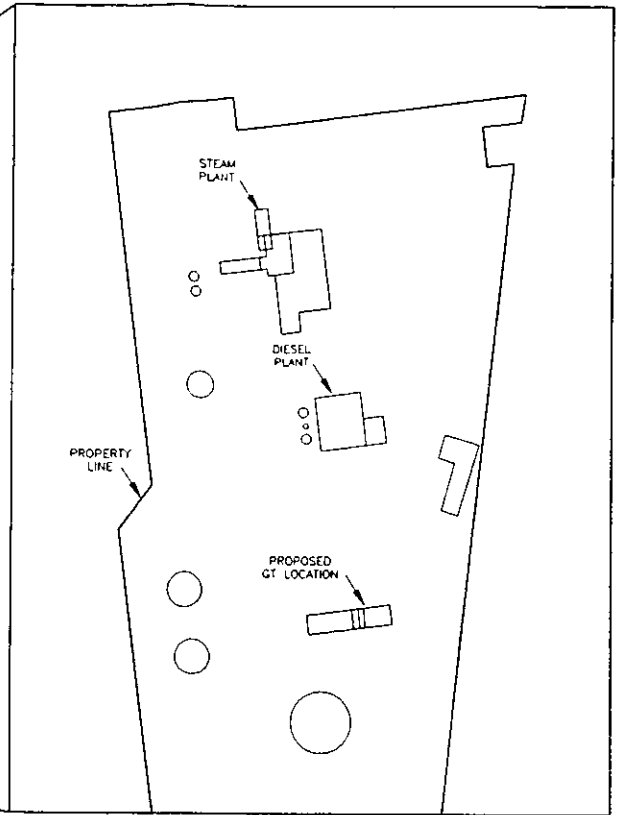 STEAM
PLANT
DIESEL
PLANT
PROPERTY
LINE
PROPOSED
GT LOCATION